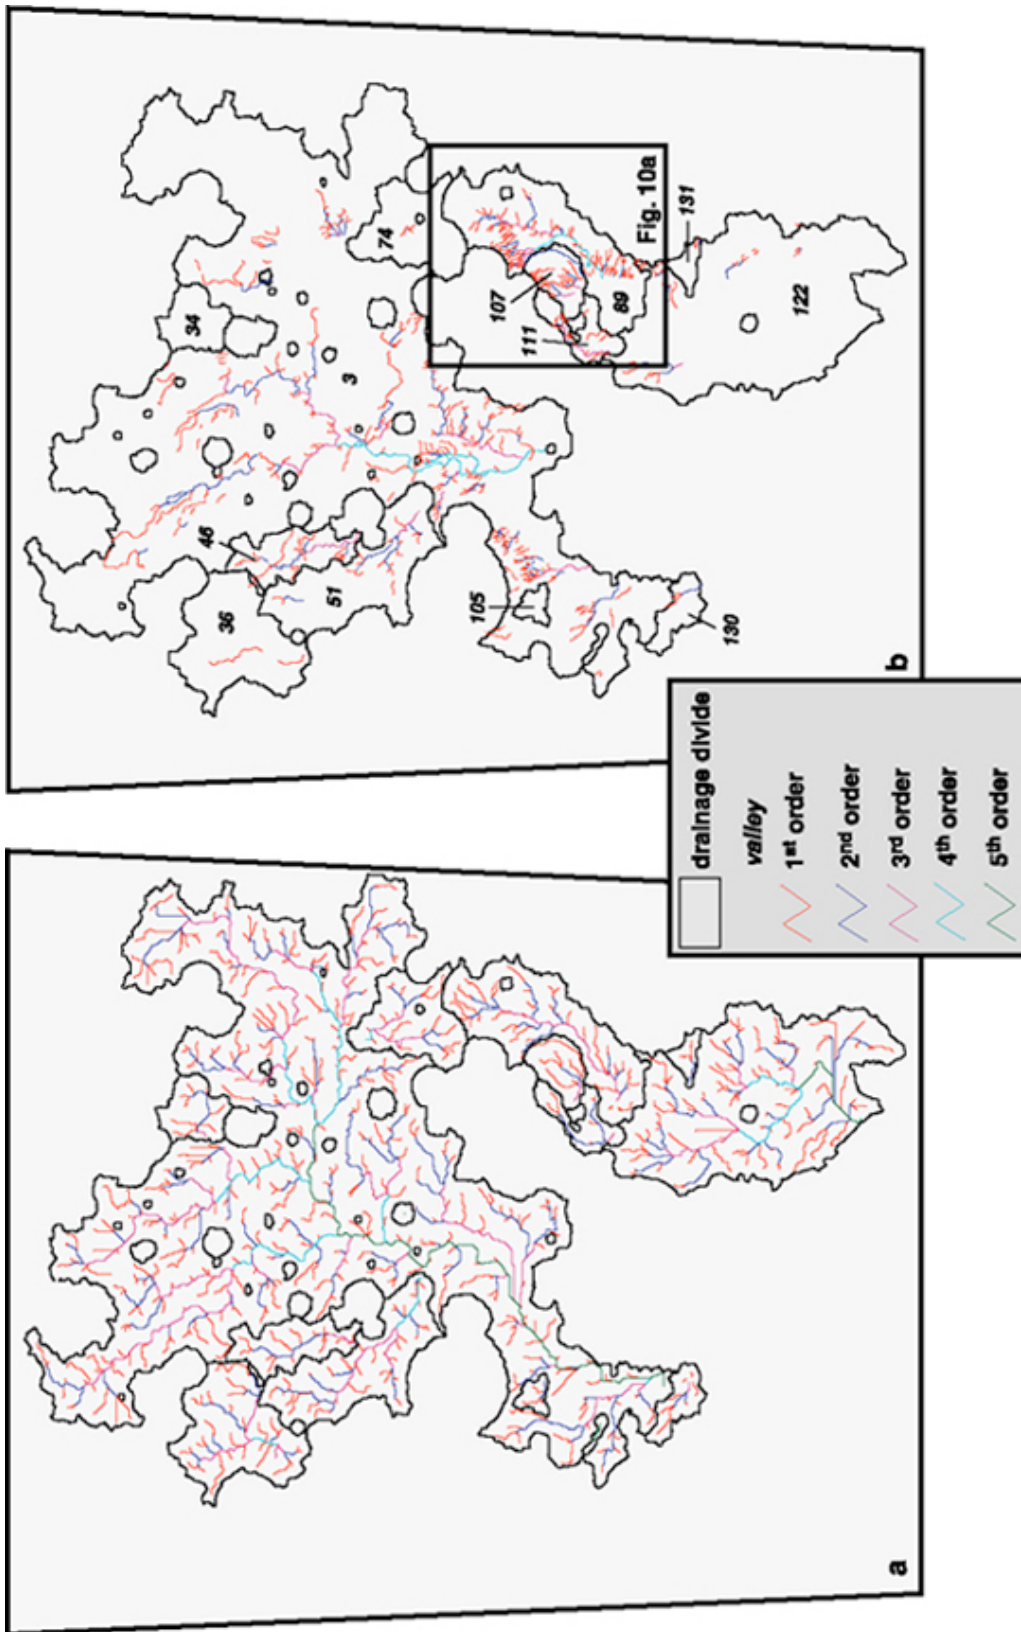 a
b
34
74
3
46
36
51
105
130
107
111
89
Fig. 10a
131
122
drainage divide
valley
1st order
2nd order
3rd order
4th order
5th order